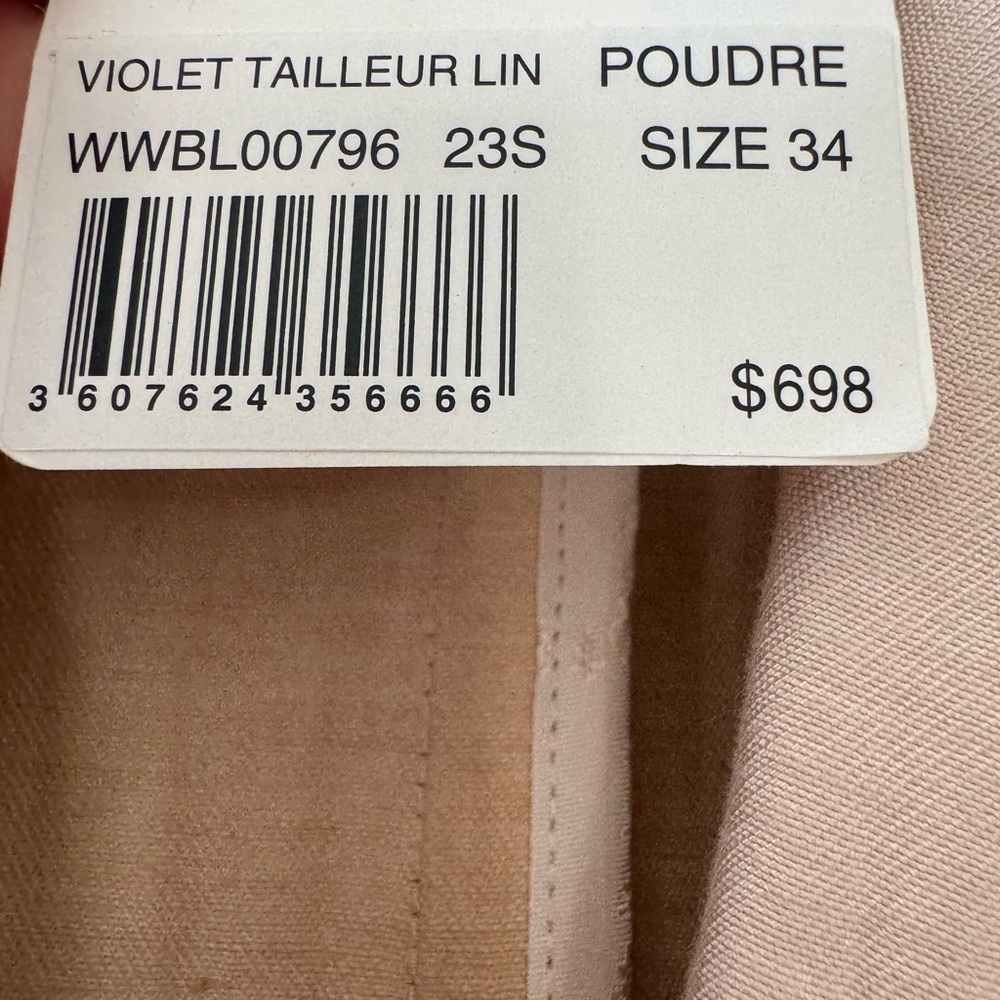 VIOLET TAILLEUR LIN POUDRE
WWBL00796 23S SIZE 34
3 607624 356666
$698